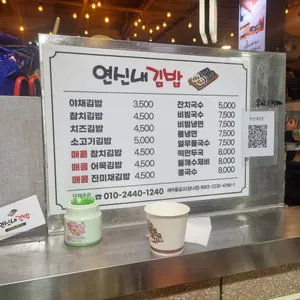 연신내김밥
야채김밥 3,500
참치김밥 4,500
치즈김밥 4,500
소고기김밥 5,000
매콤 참치김밥 4,500
매콤 어묵김밥 4,500
매콤 진미채김밥 4,500
잔치국수 5,000
비빔국수 7,500
비빔냉면 7,500
물냉면 7,500
열무물국수 7,500
떡만두국 8,000
들깨수제비 8,000
콩국수 8,000
단체주문
010-2440-1240
연신내김밥